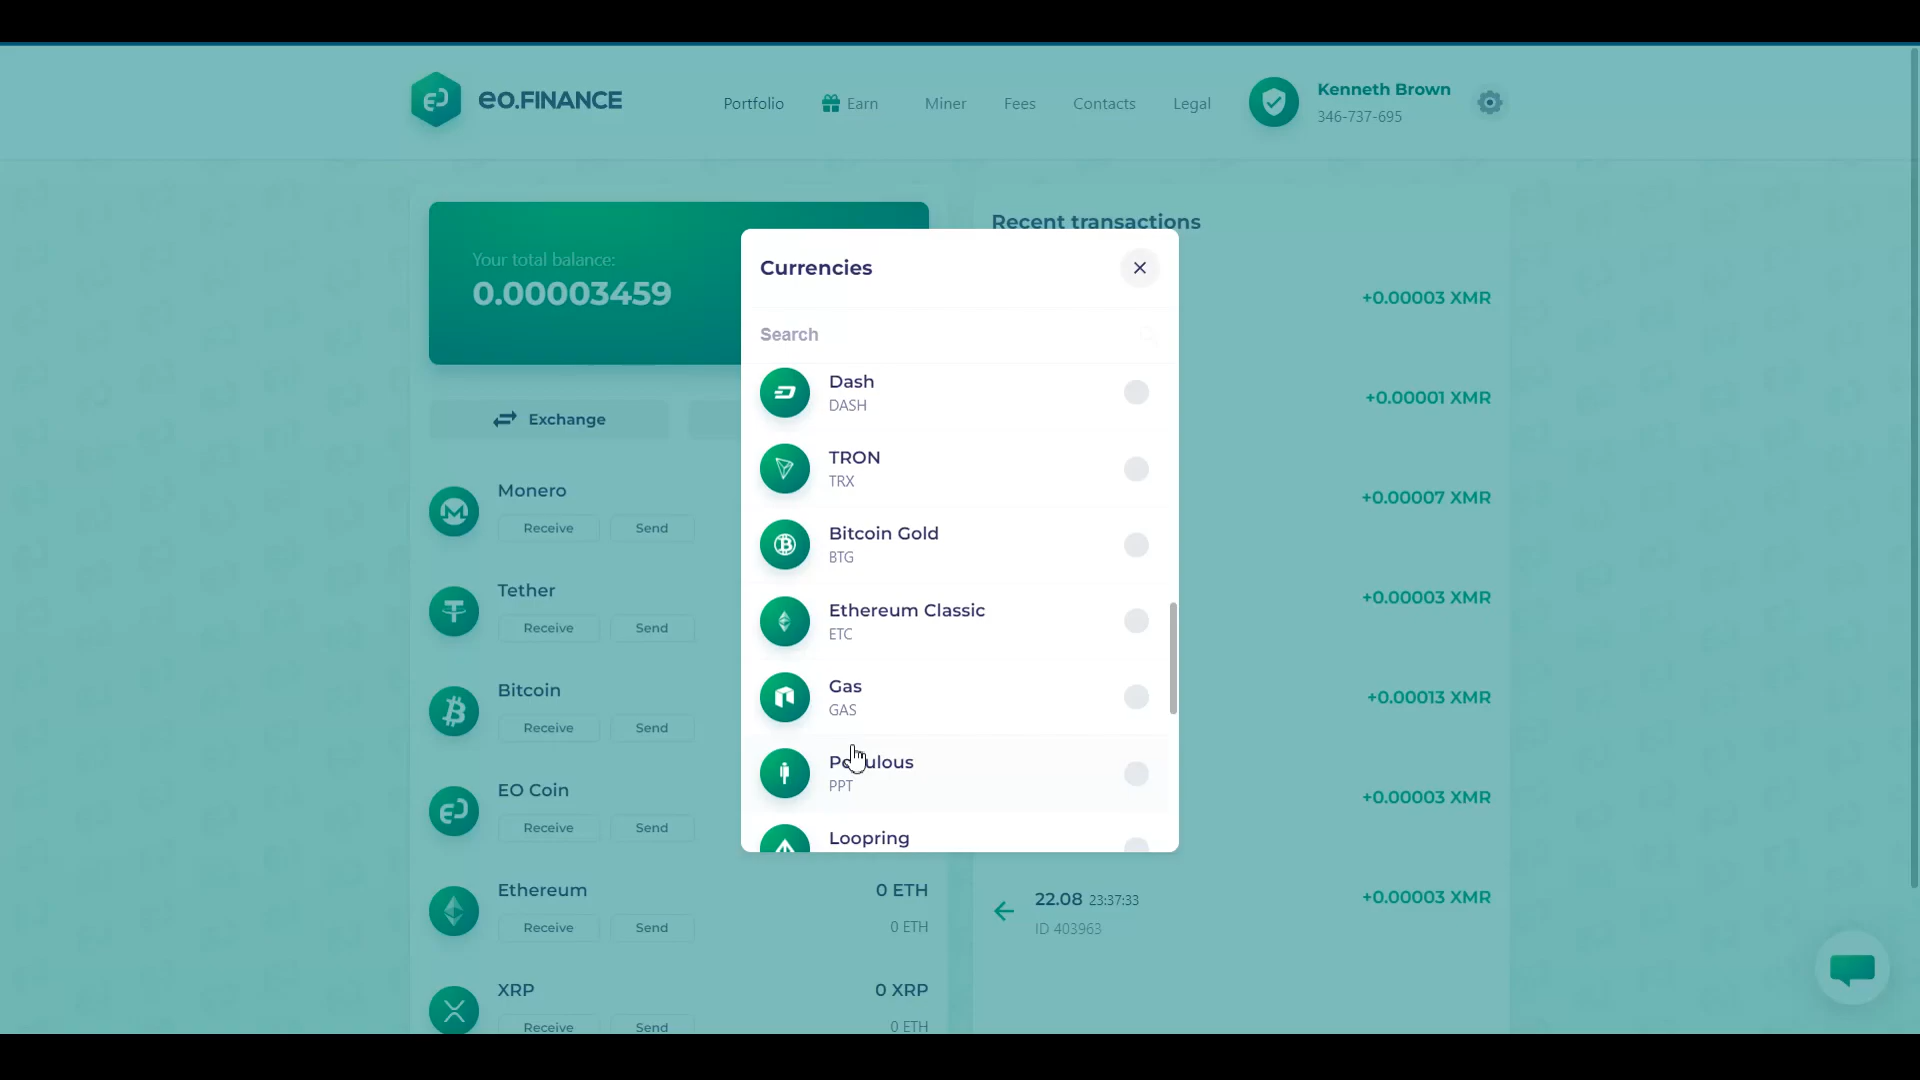 eo.FINANCE
Portfolio
Earn
Miner
Fees
Contacts
Legal
Kenneth Brown
346-737-695
Your total balance:
0.00003459
Exchange
Monero
Receive
Send
Tether
Receive
Send
Bitcoin
Receive
Send
EO Coin
Receive
Send
Ethereum
0 ETH
Receive
Send
0 ETH
XRP
0 XRP
Receive
Send
0 ETH
Currencies
Search
Dash
DASH
TRON
TRX
Bitcoin Gold
BTG
Ethereum Classic
ETC
Gas
GAS
Populous
PPT
Loopring
Recent transactions
+0.00003 XMR
+0.00001 XMR
+0.00007 XMR
+0.00003 XMR
+0.00013 XMR
+0.00003 XMR
22.08 23:37:33
+0.00003 XMR
ID 403963